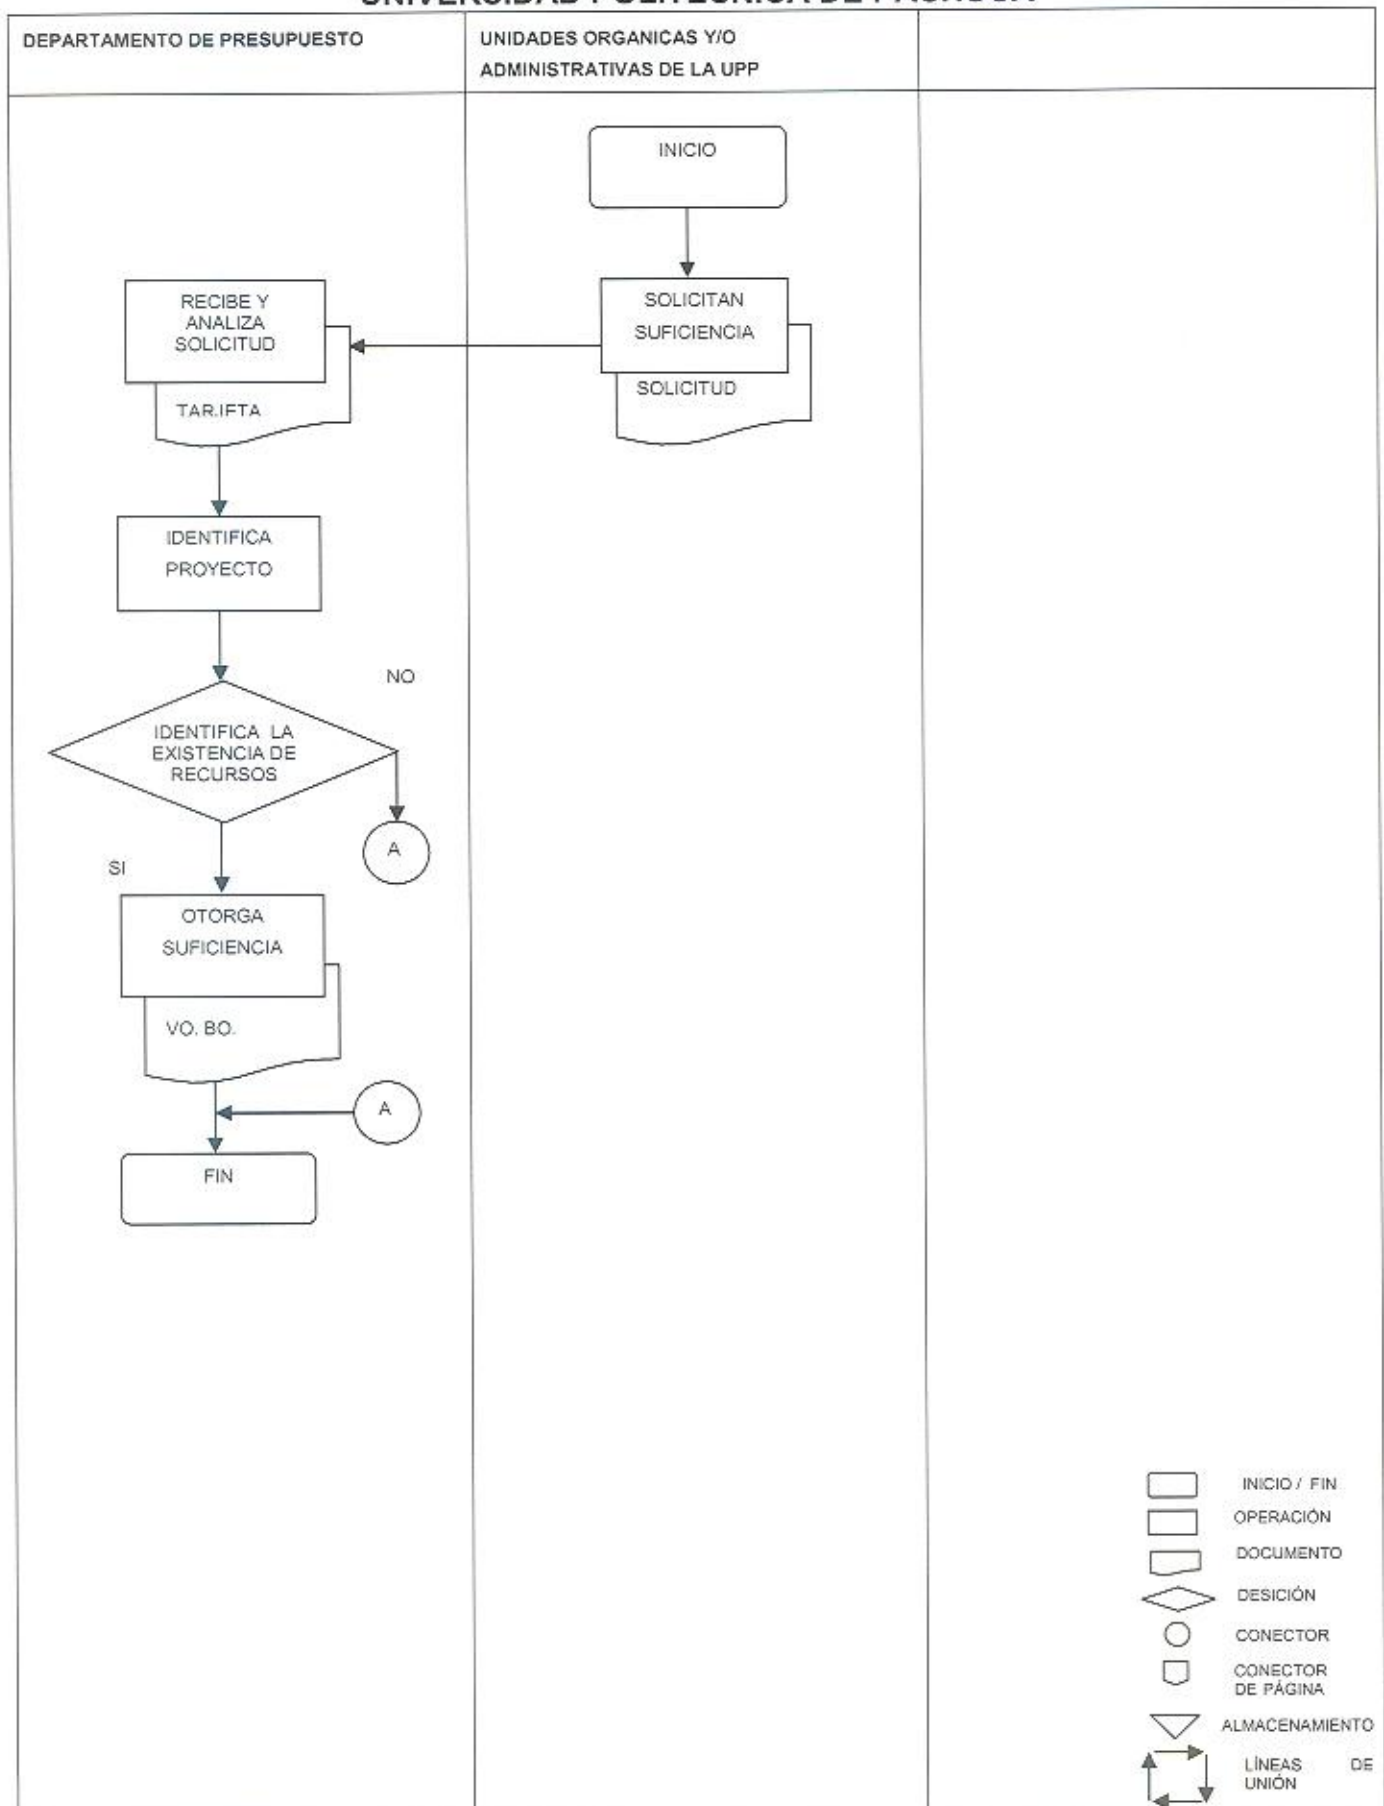 DEPARTAMENTO DE PRESUPUESTO
UNIDADES ORGANICAS Y/O
ADMINISTRATIVAS DE LA UPP
INICIO
RECIBE Y
ANALIZA
SOLICITUD
TARJETA
SOLICITAN
SUFICIENCIA
SOLICITUD
IDENTIFICA
PROYECTO
NO
IDENTIFICA LA
EXISTENCIA DE
RECURSOS
A
SI
OTORGA
SUFICIENCIA
VO. BO.
A
FIN
INICIO / FIN
OPERACIÓN
DOCUMENTO
DESICIÓN
CONECTOR
CONECTOR
DE PÁGINA
ALMACENAMIENTO
LÍNEAS DE
UNIÓN